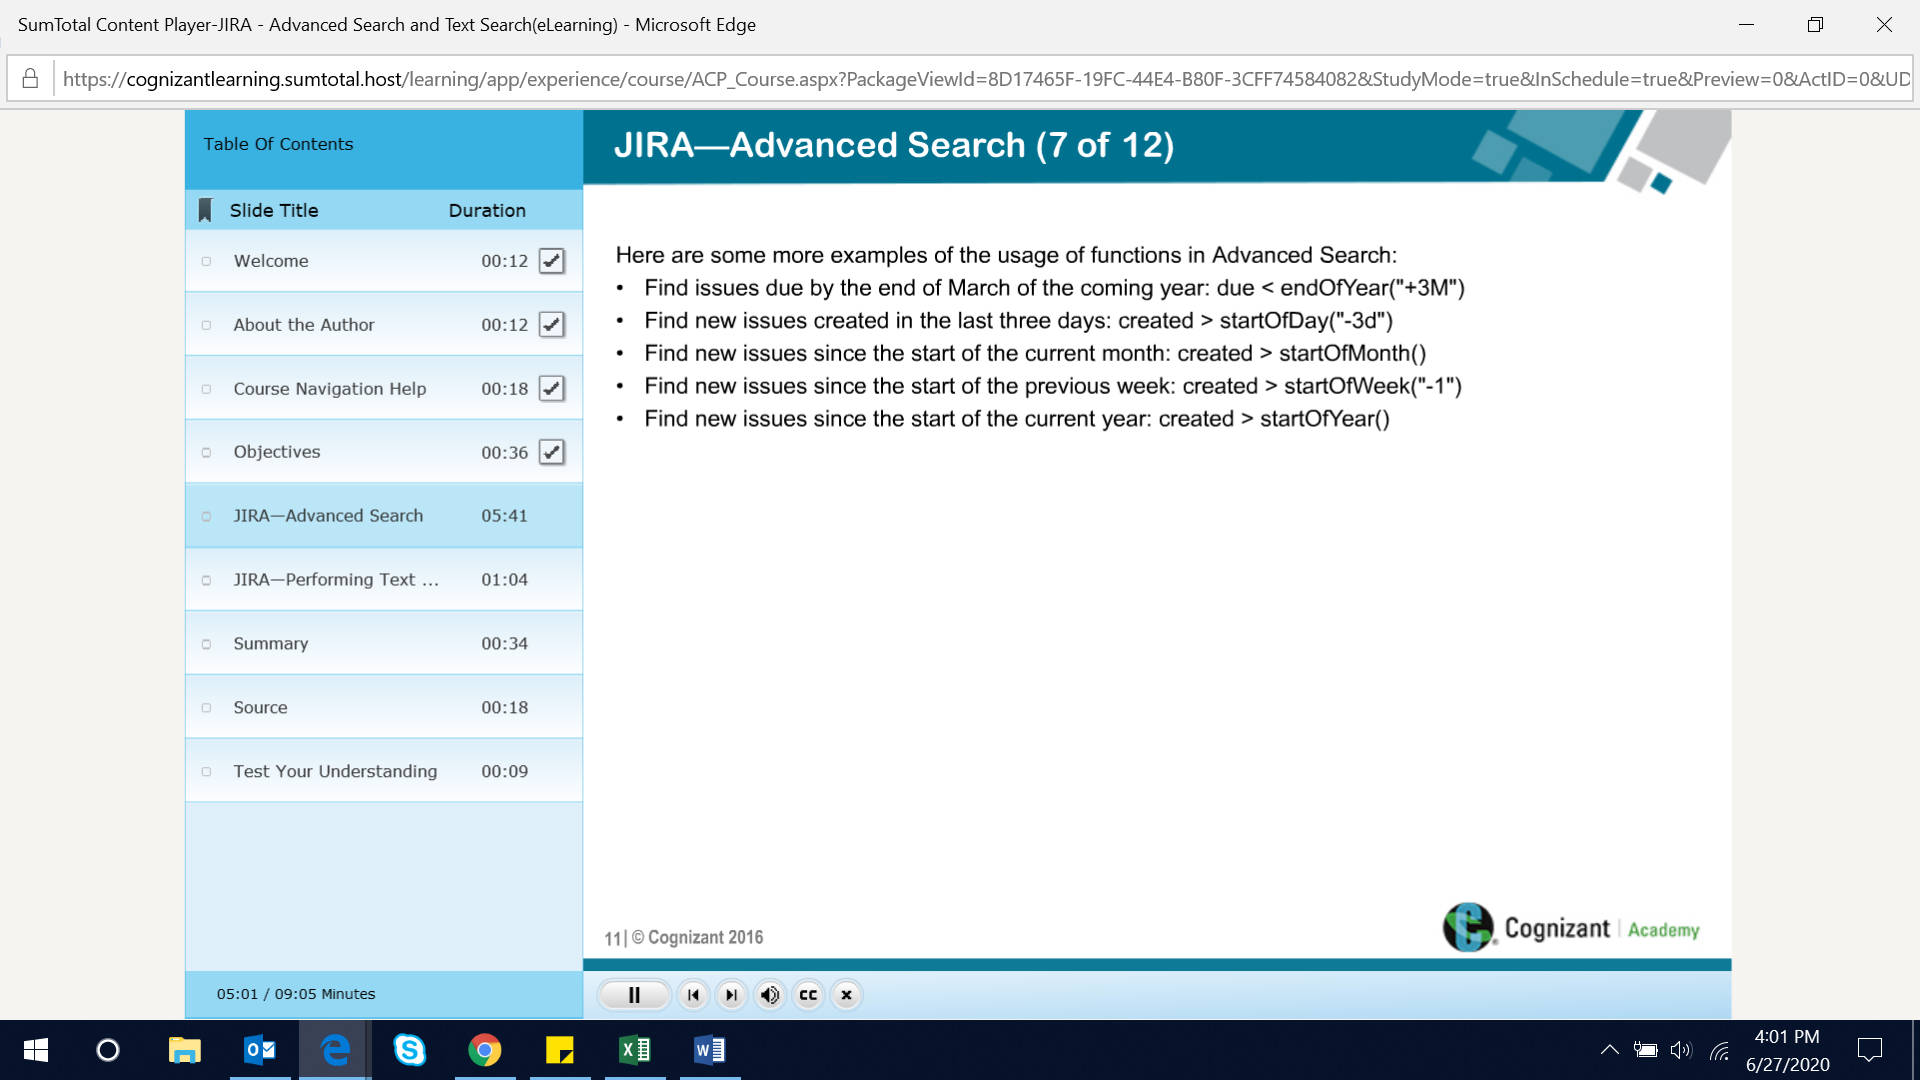 SumTotal Content Player-JIRA - Advanced Search and Text Search(eLearning) - Microsoft Edge
https://cognizantlearning.sumtotal.host/learning/app/experience/course/ACP_Course.aspx?PackageViewId=8D17465F-19FC-44E4-B80F-3CFF74584082&StudyMode=true&InSchedule=true&Preview=0&ActID=0&UD
Table Of Contents
Slide Title Duration
Welcome 00:12
About the Author 00:12
Course Navigation Help 00:18
Objectives 00:36
JIRA—Advanced Search 05:41
JIRA—Performing Text ... 01:04
Summary 00:34
Source 00:18
Test Your Understanding 00:09
05:01 / 09:05 Minutes
JIRA—Advanced Search (7 of 12)
Here are some more examples of the usage of functions in Advanced Search:
• Find issues due by the end of March of the coming year: due < endOfYear("+3M")
• Find new issues created in the last three days: created > startOfDay("-3d")
• Find new issues since the start of the current month: created > startOfMonth()
• Find new issues since the start of the previous week: created > startOfWeek("-1")
• Find new issues since the start of the current year: created > startOfYear()
11| © Cognizant 2016
Cognizant | Academy
CC
4:01 PM
6/27/2020